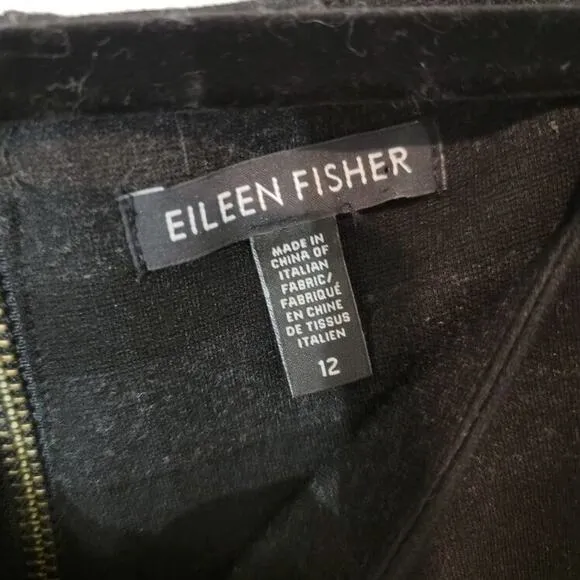 EILEEN FISHER
MADE IN
CHINA OF
ITALIAN
FABRIC/
FABRIQUÉ
EN CHINE
DE TISSUS
ITALIEN
12